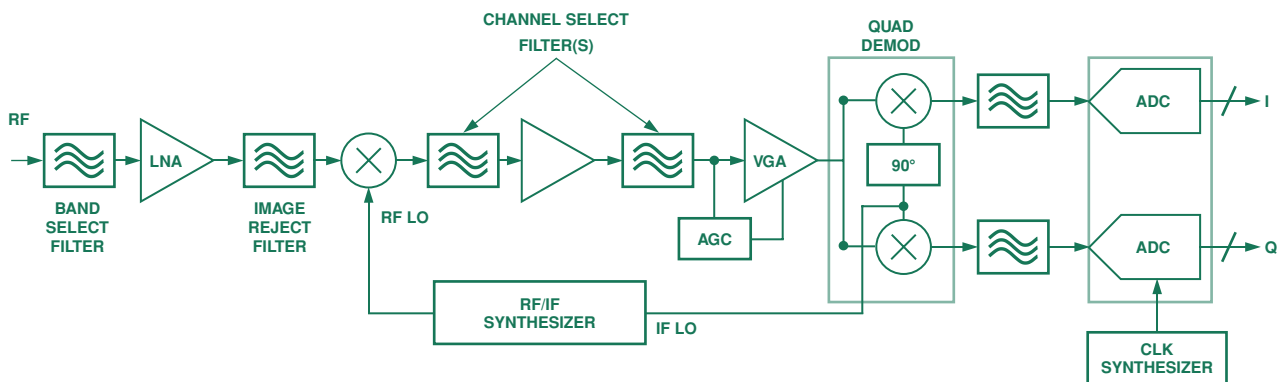 CHANNEL SELECT
FILTER(S)
QUAD
DEMOD
RF
LNA
BAND
SELECT
FILTER
IMAGE
REJECT
FILTER
RF LO
VGA
AGC
90°
ADC
I
ADC
Q
RF/IF
SYNTHESIZER
IF LO
CLK
SYNTHESIZER